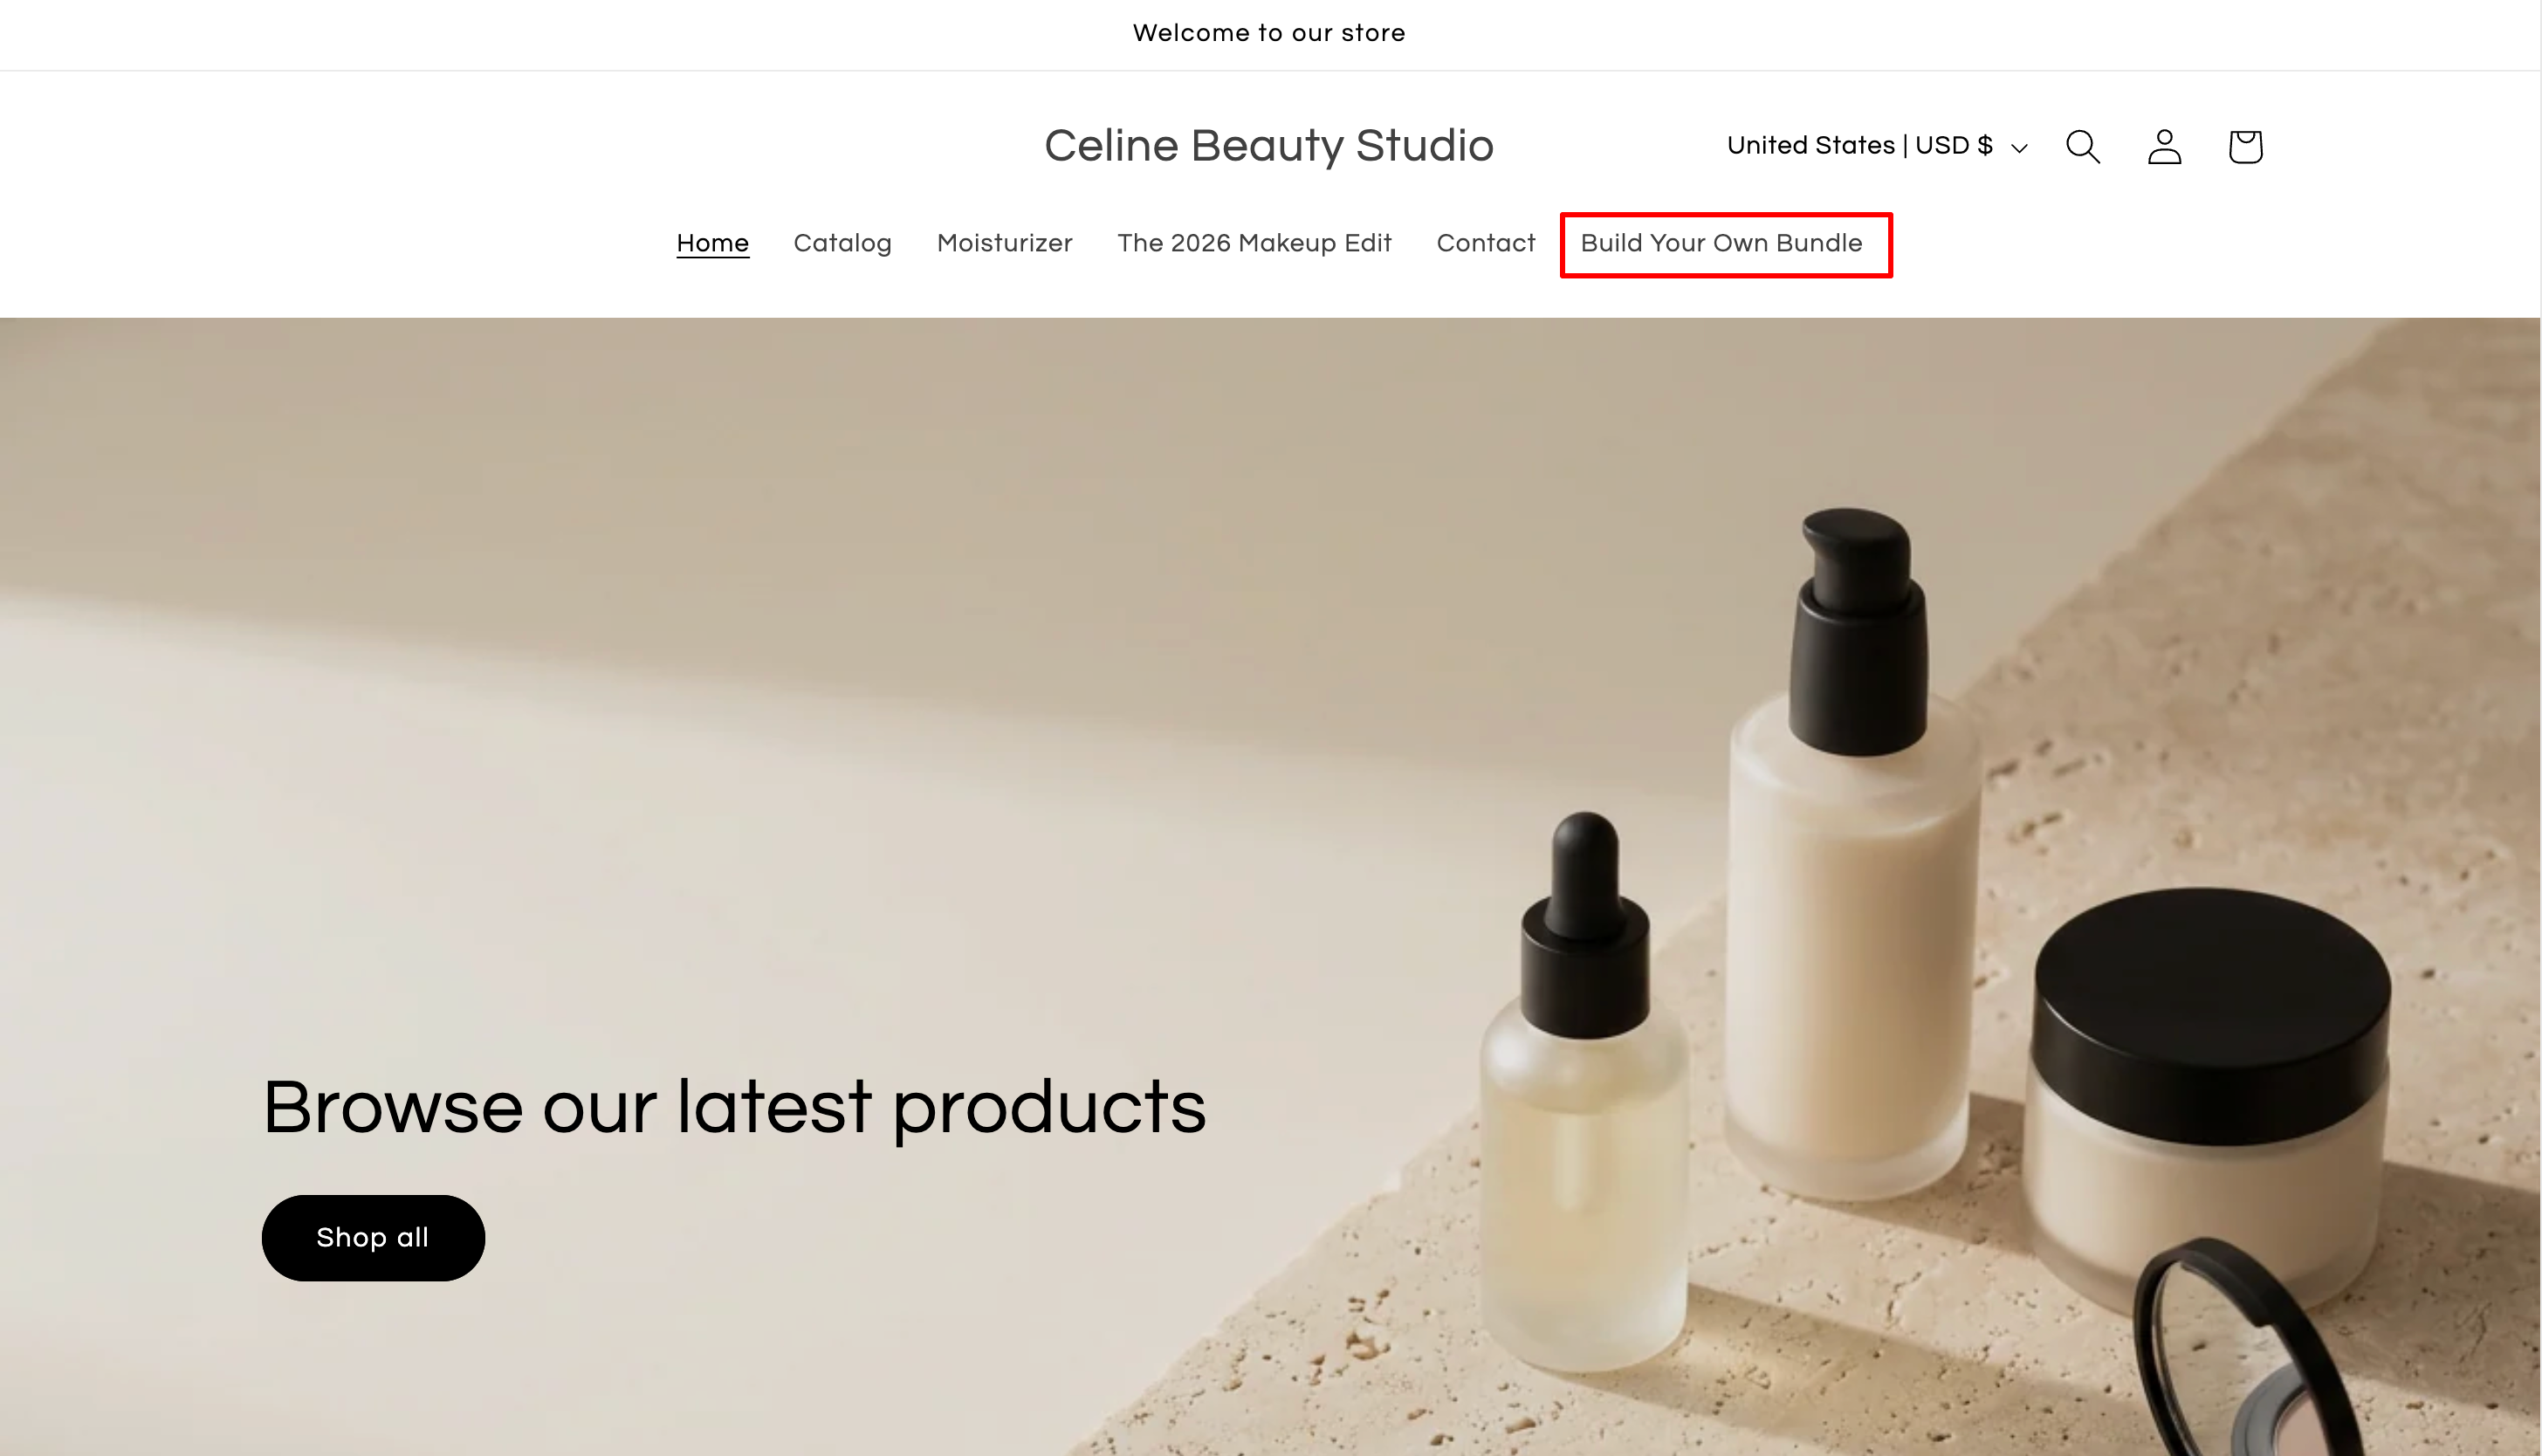 Welcome to our store
Celine Beauty Studio
United States | USD $
Home Catalog Moisturizer The 2026 Makeup Edit Contact Build Your Own Bundle
Browse our latest products
Shop all